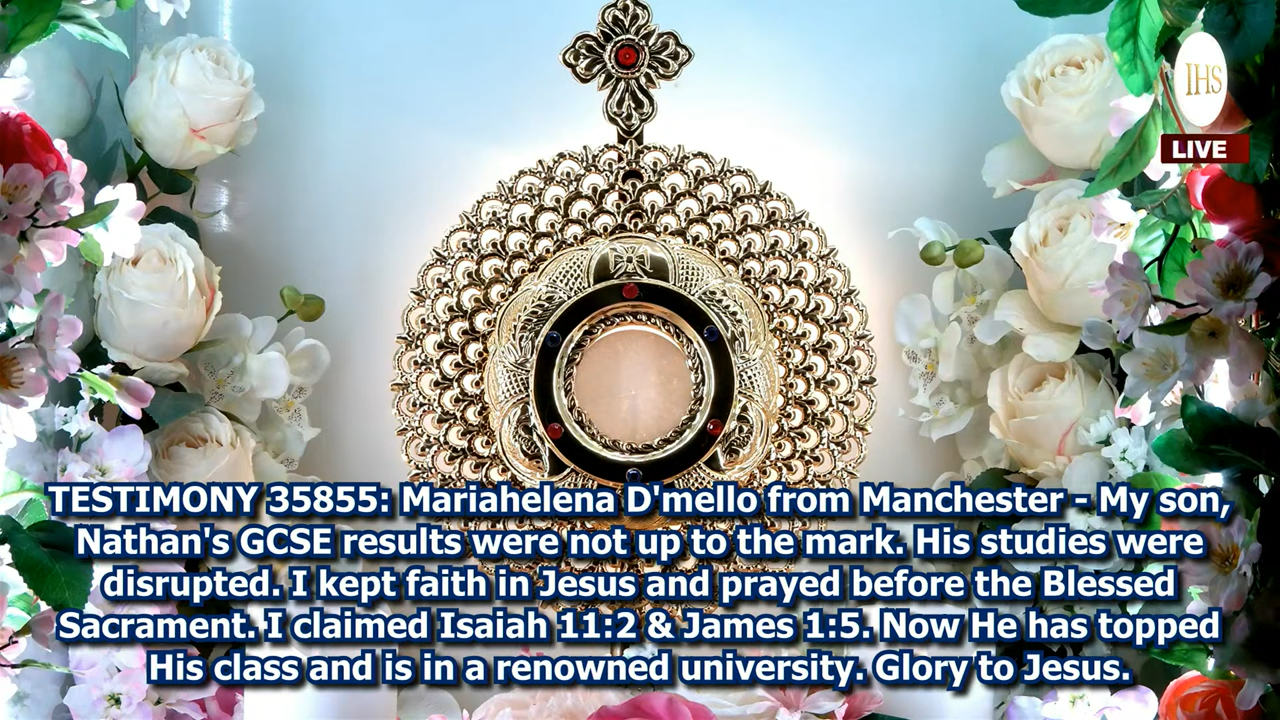 IHS
LIVE
TESTIMONY 35855: Mariahelena D'mello from Manchester - My son,
Nathan's GCSE results were not up to the mark. His studies were
disrupted. I kept faith in Jesus and prayed before the Blessed
Sacrament. I claimed Isaiah 11:2 & James 1:5. Now He has topped
His class and is in a renowned university. Glory to Jesus.